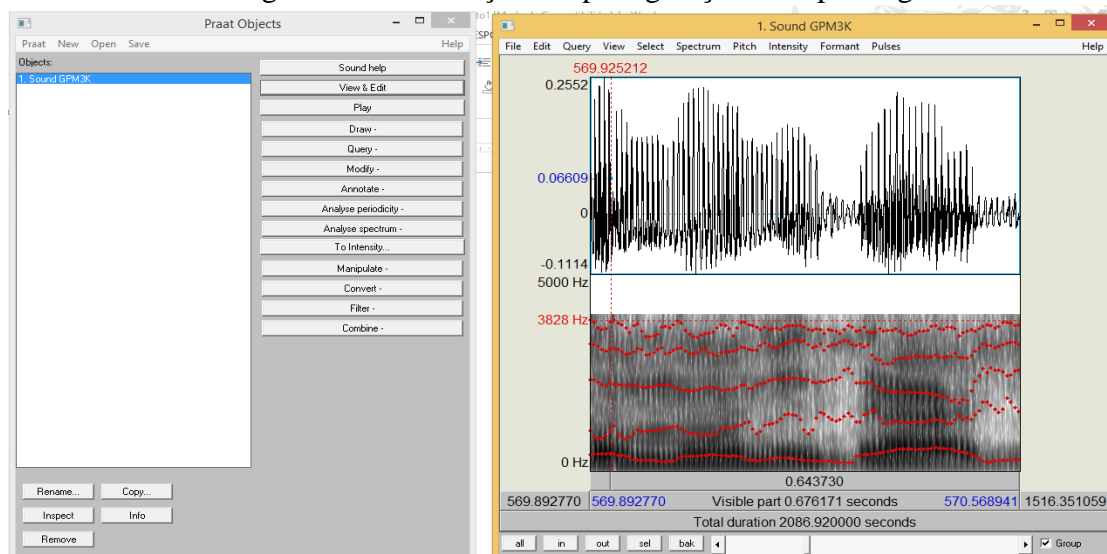 Praat Objects
Praat New Open Save Help
Objects:
1. Sound GPM3K
Sound help
View & Edit
Play
Draw -
Query -
Modify -
Annotate -
Analyse periodicity -
Analyse spectrum -
To Intensity...
Manipulate -
Convert -
Filter -
Combine -
Rename... Copy...
Inspect Info
Remove
1. Sound GPM3K
File Edit Query View Select Spectrum Pitch Intensity Formant Pulses Help
569.925212
0.2552
0.06609
0
-0.1114
5000 Hz
3828 Hz
0 Hz
0.643730
569.892770 569.892770 Visible part 0.676171 seconds 570.568941 1516.351059
Total duration 2086.920000 seconds
all in out sel bak Group